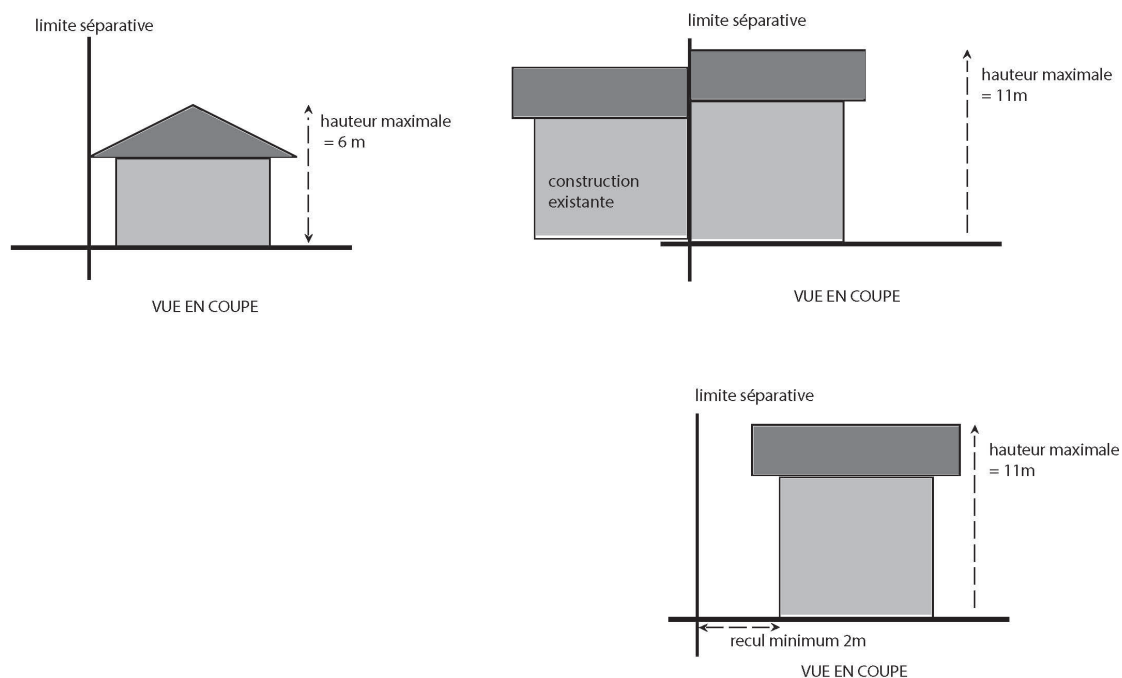 limite séparative
hauteur maximale
= 6 m
VUE EN COUPE
limite séparative
hauteur maximale
= 11m
construction
existante
VUE EN COUPE
limite séparative
hauteur maximale
= 11m
recul minimum 2m
VUE EN COUPE